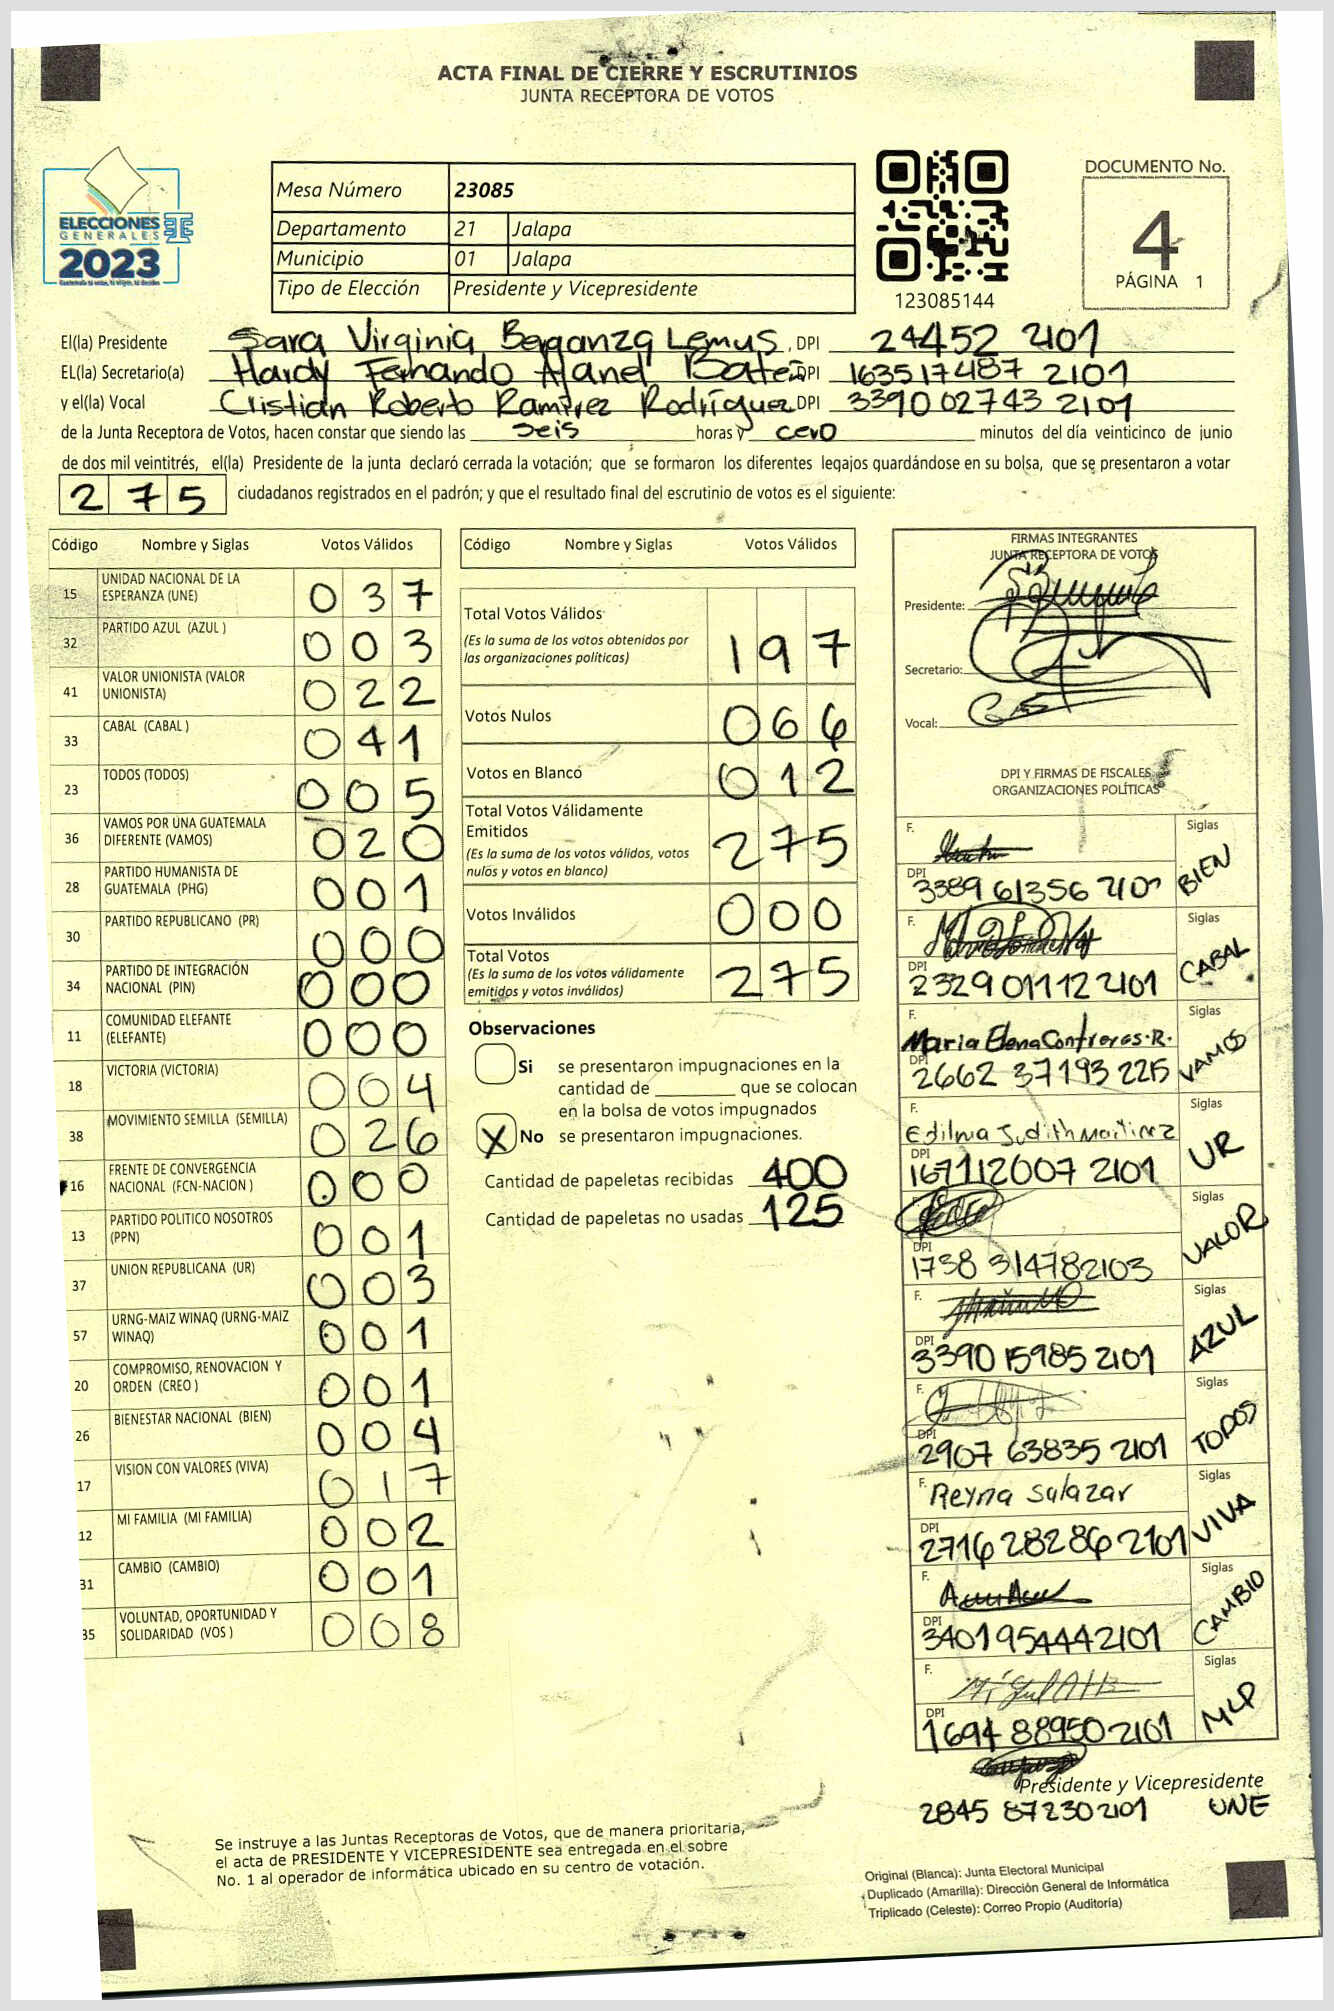 ACTA FINAL DE CIERRE Y ESCRUTINIOS
JUNTA RECEPTORA DE VOTOS
ELECCIONES
GENERALES
2023
Mesa Número 23085
Departamento 21 Jalapa
Municipio 01 Jalapa
Tipo de Elección Presidente y Vicepresidente
123085144
DOCUMENTO No.
4
PÁGINA 1
El(la) Presidente Sara Virginia Berganza Lemus DPI 24452 2101
EL(la) Secretario(a) Hardy Fernando Ajanel Batén DPI 1635 17487 2101
y el(la) Vocal Cristian Roberto Ramirez Rodríguez DPI 3390 02743 2101
de la Junta Receptora de Votos, hacen constar que siendo las seis horas y cero minutos del día veinticinco de junio
de dos mil veintitrés, el(la) Presidente de la junta declaró cerrada la votación; que se formaron los diferentes legajos guardándose en su bolsa, que se presentaron a votar
275 ciudadanos registrados en el padrón; y que el resultado final del escrutinio de votos es el siguiente:
Código Nombre y Siglas Votos Válidos
15 UNIDAD NACIONAL DE LA ESPERANZA (UNE) 037
32 PARTIDO AZUL (AZUL ) 003
41 VALOR UNIONISTA (VALOR UNIONISTA) 022
33 CABAL (CABAL ) 041
23 TODOS (TODOS) 005
36 VAMOS POR UNA GUATEMALA DIFERENTE (VAMOS) 020
28 PARTIDO HUMANISTA DE GUATEMALA (PHG) 001
30 PARTIDO REPUBLICANO (PR) 000
34 PARTIDO DE INTEGRACIÓN NACIONAL (PIN) 000
11 COMUNIDAD ELEFANTE (ELEFANTE) 000
18 VICTORIA (VICTORIA) 004
38 MOVIMIENTO SEMILLA (SEMILLA) 026
16 FRENTE DE CONVERGENCIA NACIONAL (FCN-NACION ) 000
13 PARTIDO POLITICO NOSOTROS (PPN) 001
37 UNION REPUBLICANA (UR) 003
57 URNG-MAIZ WINAQ (URNG-MAIZ WINAQ) 001
20 COMPROMISO, RENOVACION Y ORDEN (CREO ) 001
26 BIENESTAR NACIONAL (BIEN) 004
17 VISION CON VALORES (VIVA) 017
12 MI FAMILIA (MI FAMILIA) 002
31 CAMBIO (CAMBIO) 001
35 VOLUNTAD, OPORTUNIDAD Y SOLIDARIDAD (VOS ) 008
Código Nombre y Siglas Votos Válidos
Total Votos Válidos 197
(Es la suma de los votos obtenidos por
las organizaciones políticas)
Votos Nulos 066
Votos en Blanco 012
Total Votos Válidamente
Emitidos 275
(Es la suma de los votos válidos, votos
nulos y votos en blanco)
Votos Inválidos 000
Total Votos 275
(Es la suma de los votos válidamente
emitidos y votos inválidos)
Observaciones
Si se presentaron impugnaciones en la
cantidad de que se colocan
en la bolsa de votos impugnados
X No se presentaron impugnaciones.
Cantidad de papeletas recibidas 400
Cantidad de papeletas no usadas 125
FIRMAS INTEGRANTES
JUNTA RECEPTORA DE VOTOS
Presidente:
Secretario:
Vocal:
DPI Y FIRMAS DE FISCALES
ORGANIZACIONES POLÍTICAS
F. Siglas
DPI 3389 61356 2101 BIEN
F. Siglas
DPI 2329 01112 2101 CABAL
F. Siglas
Maria Elena Contreras. R.
DPI 2662 37193 2215 VAMOS
F. Siglas
Edilma Judith Martinez
DPI 1671 12007 2101 UR
Siglas
DPI 1738 31478 2103 VALOR
F. Siglas
DPI 3390 15985 2101 AZUL
F. Siglas
DPI 2907 63835 2101 TODOS
F. Reyna Salazar Siglas
DPI 2716 28286 2101 VIVA
F. Siglas
DPI 3401 95444 2101 CAMBIO
F. Siglas
DPI 1694 88950 2101 MLP
Presidente y Vicepresidente
2845 87230 2101 UNE
Se instruye a las Juntas Receptoras de Votos, que de manera prioritaria,
el acta de PRESIDENTE Y VICEPRESIDENTE sea entregada en el sobre
No. 1 al operador de informática ubicado en su centro de votación.
Original (Blanca): Junta Electoral Municipal
Duplicado (Amarilla): Dirección General de Informática
Triplicado (Celeste): Correo Propio (Auditoría)